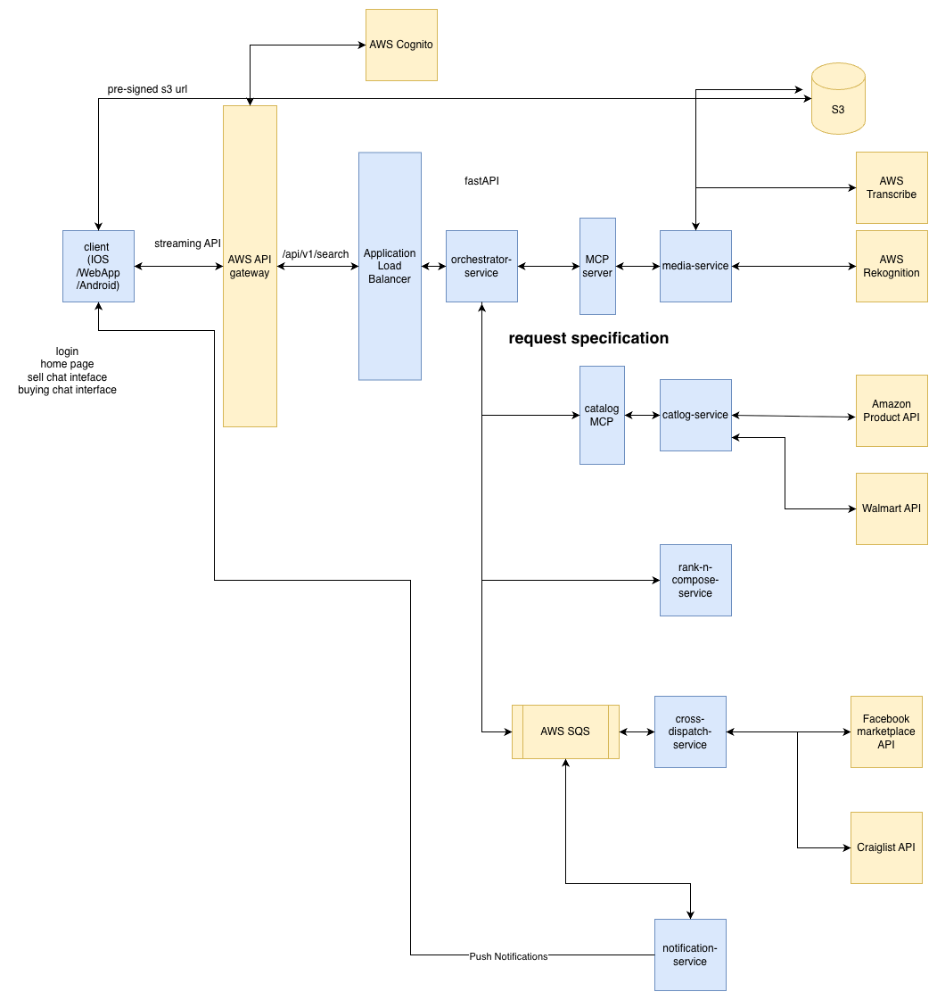 AWS Cognito
pre-signed s3 url
S3
AWS
Transcribe
fastAPI
client
(IOS
/WebApp
/Android)
streaming API
AWS API
gateway
/api/v1/search
Application
Load
Balancer
orchestrator-
service
MCP
server
media-service
AWS
Rekognition
request specification
login
home page
sell chat inteface
buying chat interface
catalog
MCP
catlog-service
Amazon
Product API
Walmart API
rank-n-
compose-
service
AWS SQS
cross-
dispatch-
service
Facebook
marketplace
API
Craiglist API
notification-
service
Push Notifications